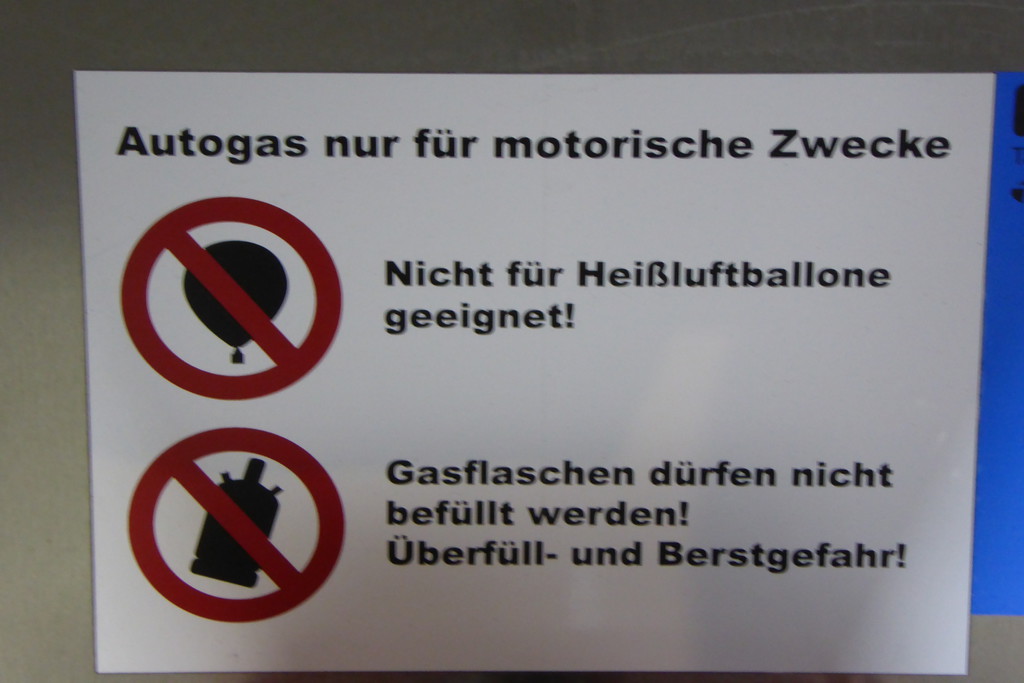 Autogas nur für motorische Zwecke
Nicht für Heißluftballone
geeignet!
Gasflaschen dürfen nicht
befüllt werden!
Überfüll- und Berstgefahr!